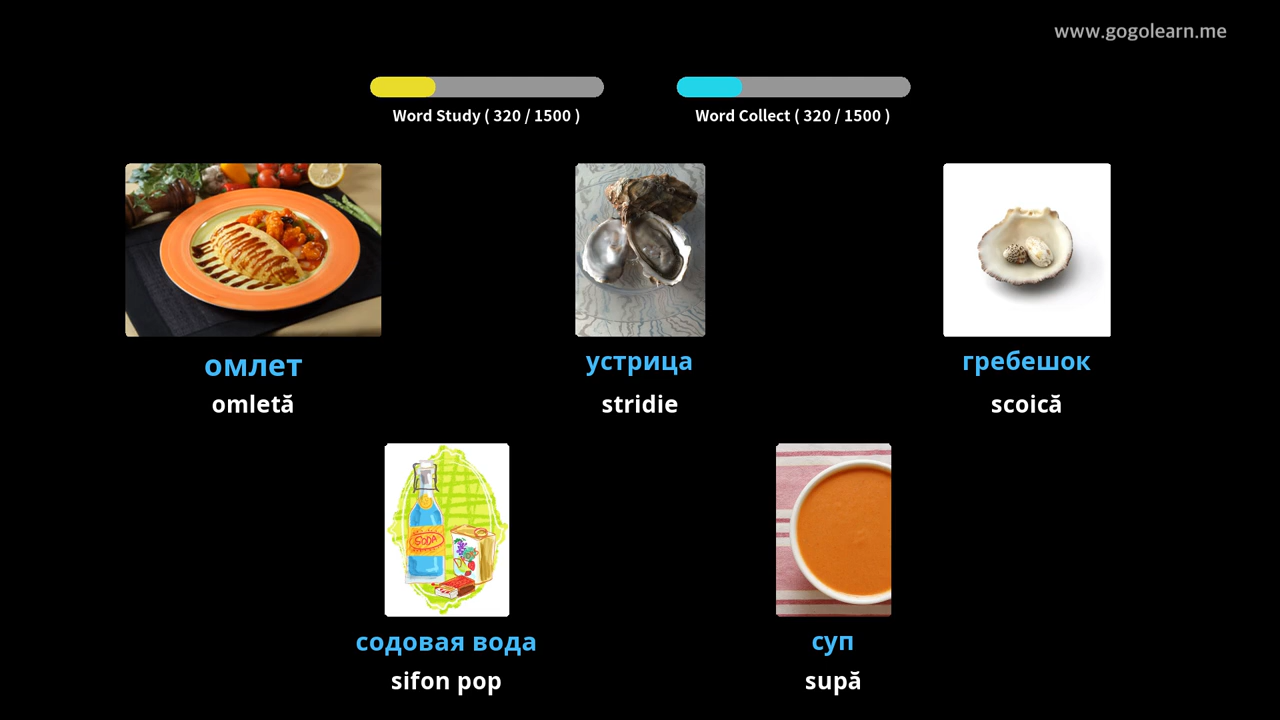 www.gogolearn.me
Word Study ( 320 / 1500 )
Word Collect ( 320 / 1500 )
омлет
omletă
устрица
stridie
гребешок
scoică
SODA
содовая вода
sifon pop
суп
supă